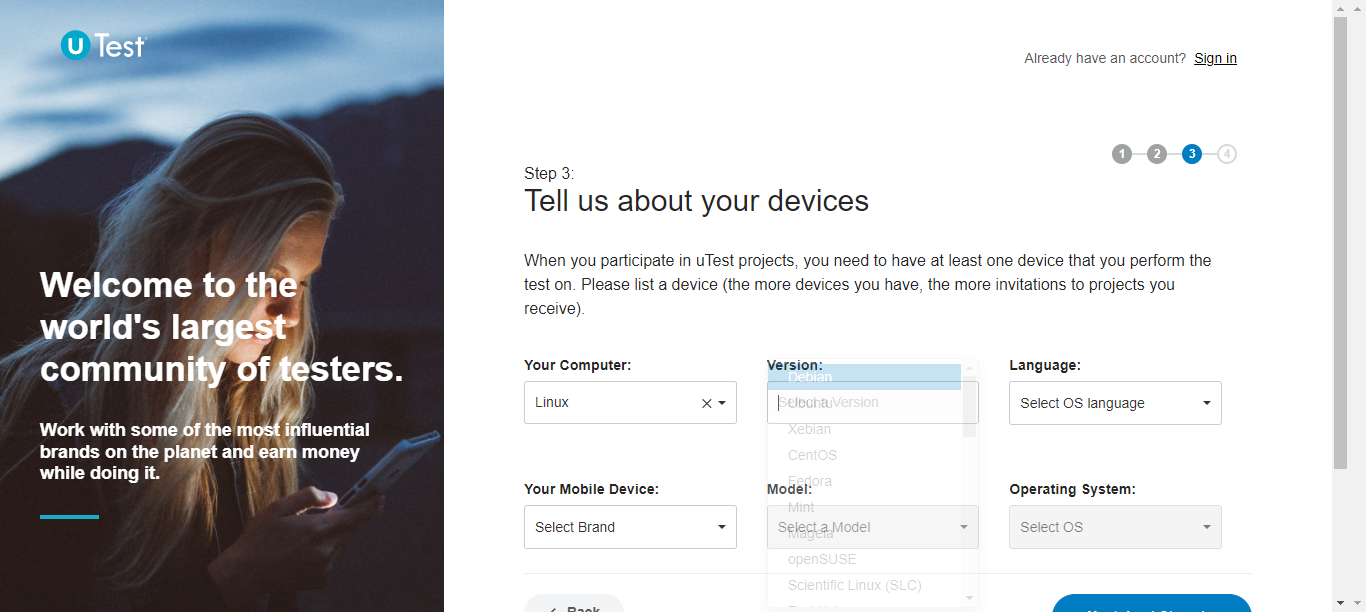 U Test
Already have an account? Sign in
1 2 3 4
Step 3:
Tell us about your devices
When you participate in uTest projects, you need to have at least one device that you perform the
test on. Please list a device (the more devices you have, the more invitations to projects you
receive).
Welcome to the
world's largest
community of testers.
Work with some of the most influential
brands on the planet and earn money
while doing it.
Your Computer:
Linux
Version:
Select a Version
Debian
Ubuntu
Xebian
CentOS
Fedora
Mint
Mageia
openSUSE
Scientific Linux (SLC)
Language:
Select OS language
Your Mobile Device:
Select Brand
Model:
Select a Model
Operating System:
Select OS
Back